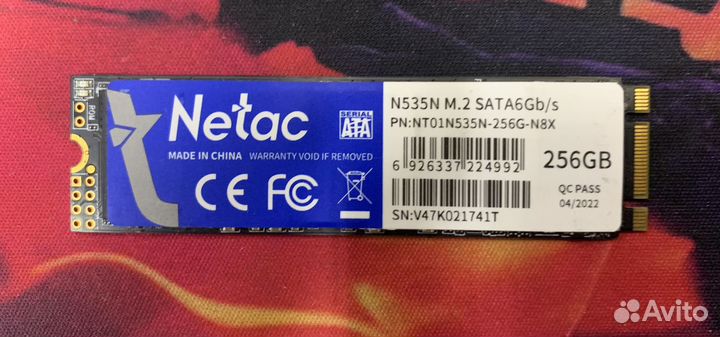 ROM
Netac
SERIAL
ATA
MADE IN CHINA WARRANTY VOID IF REMOVED
CE FC
N535N M.2 SATA6Gb/s
PN:NT01N535N-256G-N8X
6 926337 224992
256GB
QC PASS
04/2022
SN:V47K021741T
Avito